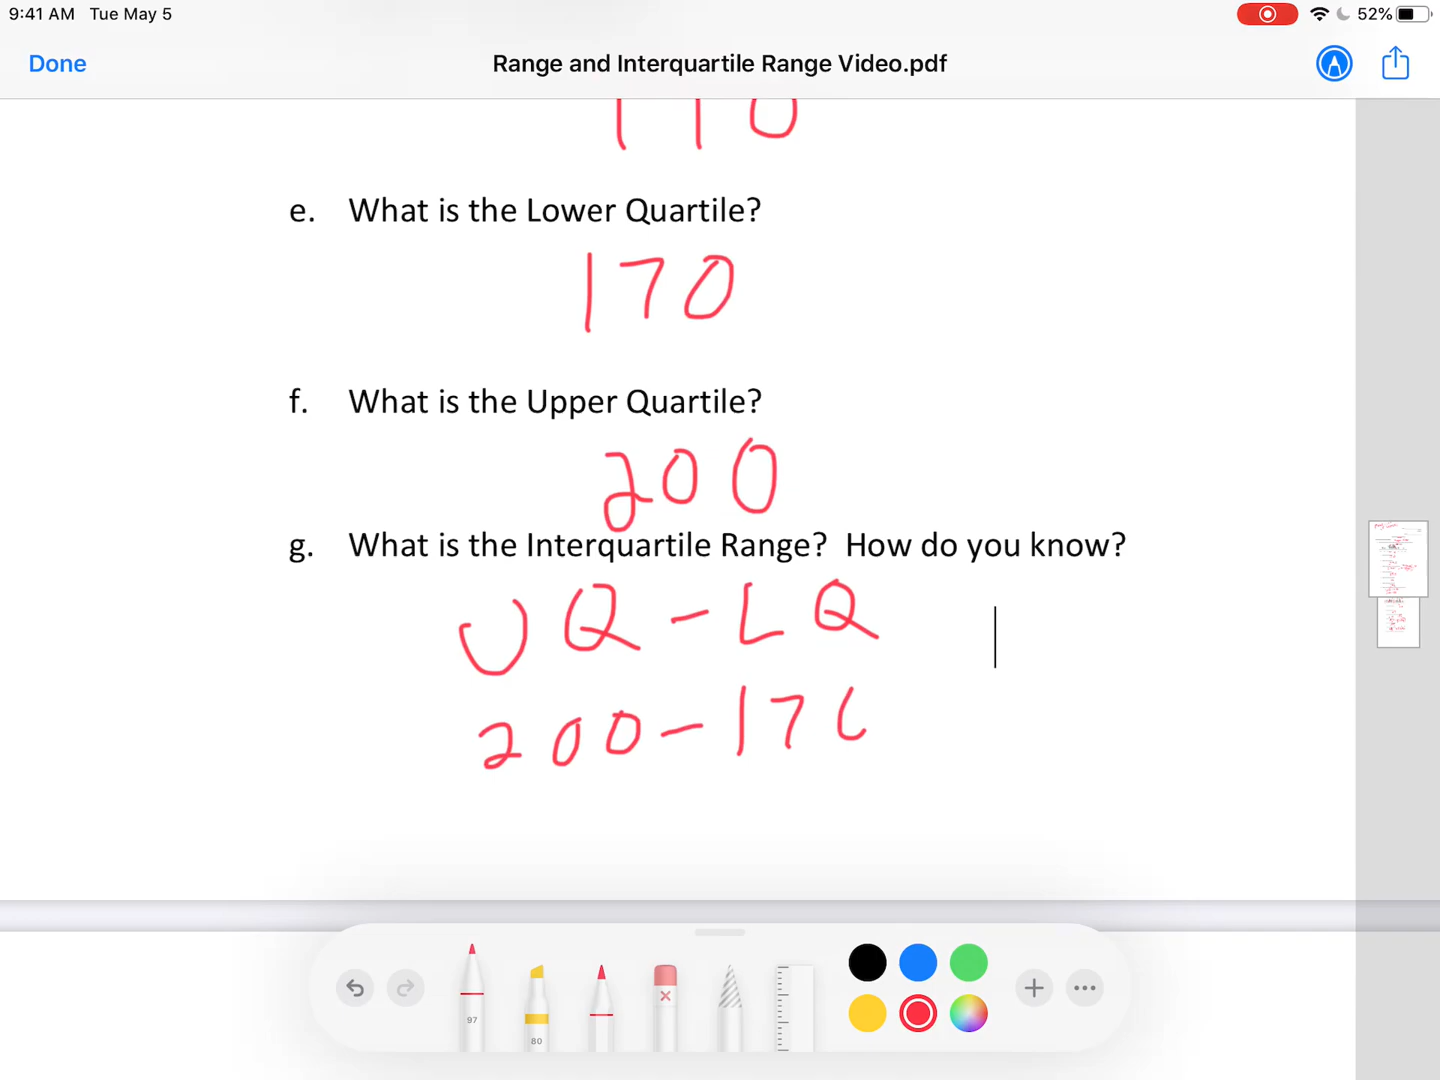 9:41 AM Tue May 5 52%
Done Range and Interquartile Range Video.pdf
e. What is the Lower Quartile?
170
f. What is the Upper Quartile?
200
g. What is the Interquartile Range? How do you know?
UQ - LQ
200 - 17
97
80